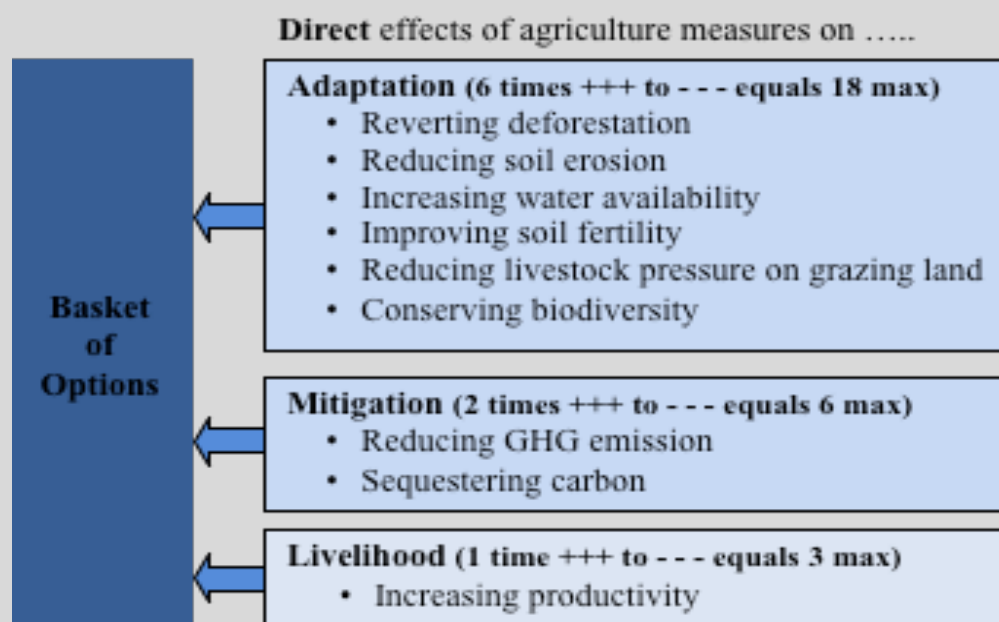 Direct effects of agriculture measures on …..
Adaptation (6 times +++ to - - - equals 18 max)
• Reverting deforestation
• Reducing soil erosion
• Increasing water availability
• Improving soil fertility
• Reducing livestock pressure on grazing land
• Conserving biodiversity
Basket
of
Options
Mitigation (2 times +++ to - - - equals 6 max)
• Reducing GHG emission
• Sequestering carbon
Livelihood (1 time +++ to - - - equals 3 max)
• Increasing productivity